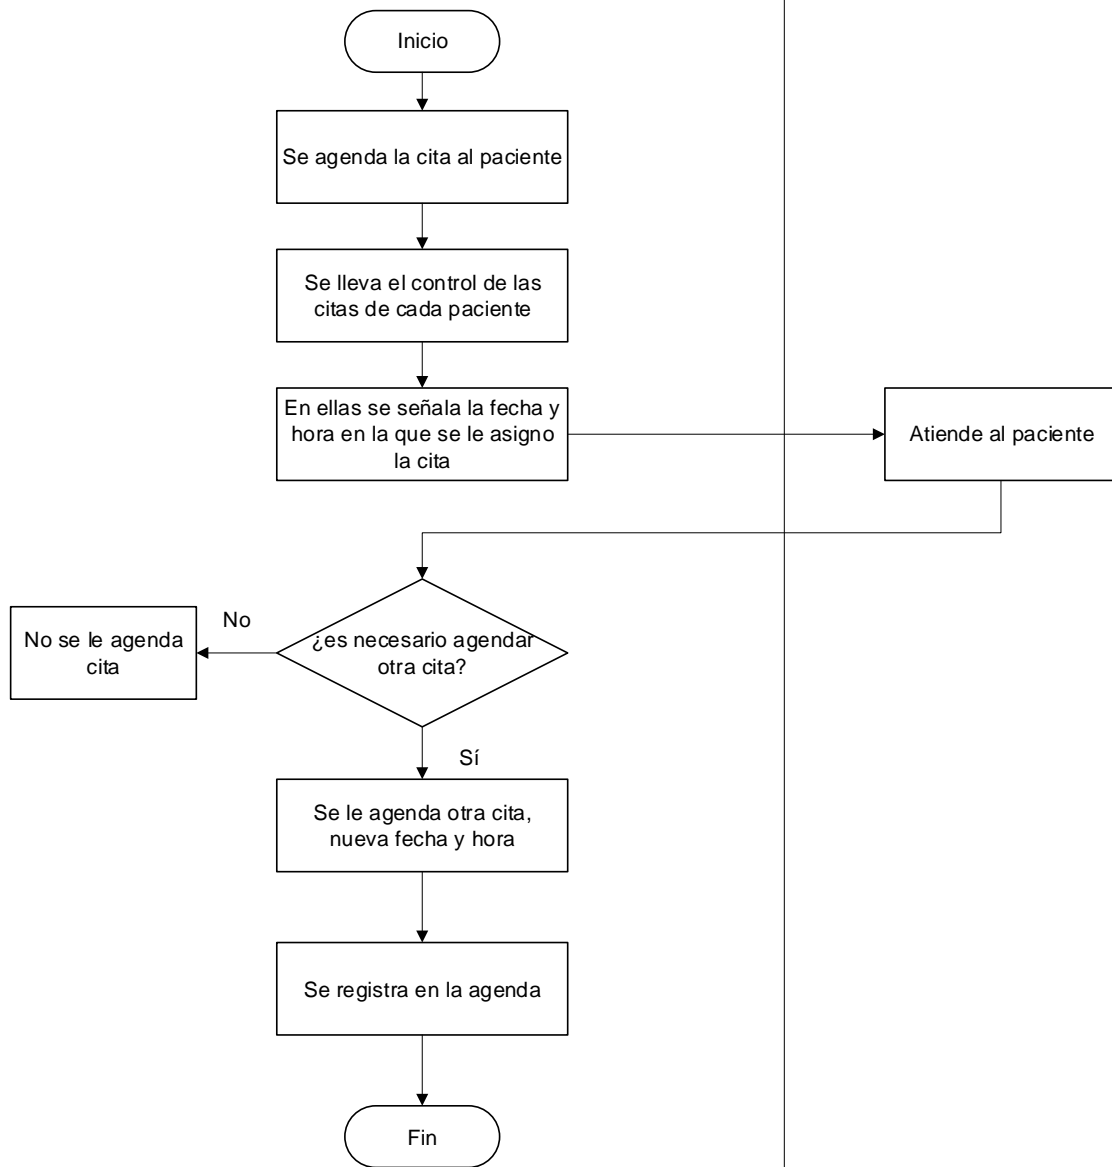 Inicio
Se agenda la cita al paciente
Se lleva el control de las
citas de cada paciente
En ellas se señala la fecha y
hora en la que se le asigno
la cita
Atiende al paciente
¿es necesario agendar
otra cita?
No
No se le agenda
cita
Sí
Se le agenda otra cita,
nueva fecha y hora
Se registra en la agenda
Fin